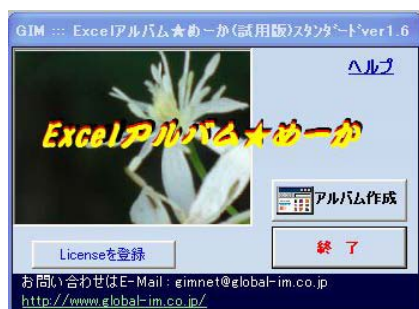 GIM ::: Excelアルバム★めーか(試用版)スタンダードver1.6
ヘルプ
Excelアルバム★めーか
アルバム作成
Licenseを登録
終 了
お問い合わせはE-Mail : gimnet@global-im.co.jp
http://www.global-im.co.jp/